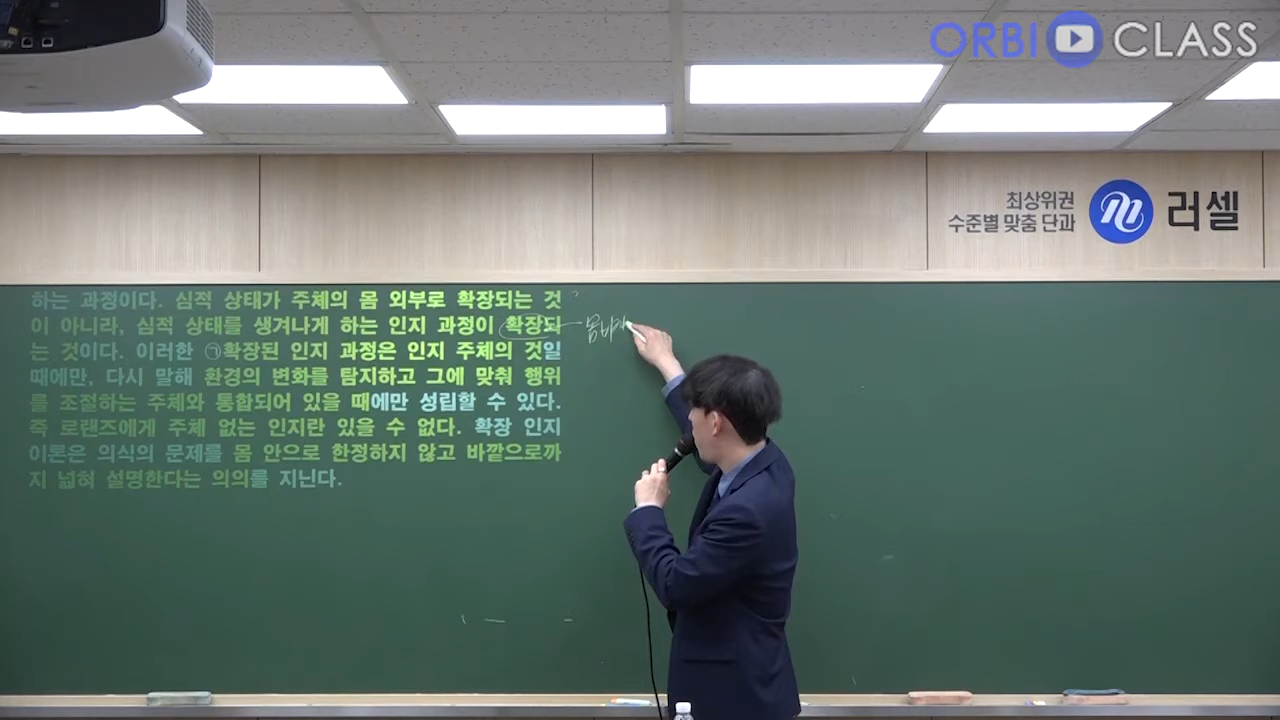 ORBI CLASS
최상위권
수준별 맞춤 단과
러셀
하는 과정이다. 심적 상태가 주체의 몸 외부로 확장되는 것
이 아니라, 심적 상태를 생겨나게 하는 인지 과정이 확장되
는 것이다. 이러한 ㉠확장된 인지 과정은 인지 주체의 것일
때에만, 다시 말해 환경의 변화를 탐지하고 그에 맞춰 행위
를 조절하는 주체와 통합되어 있을 때에만 성립할 수 있다.
즉 로랜즈에게 주체 없는 인지란 있을 수 없다. 확장 인지
이론은 의식의 문제를 몸 안으로 한정하지 않고 바깥으로까
지 넓혀 설명한다는 의의를 지닌다.